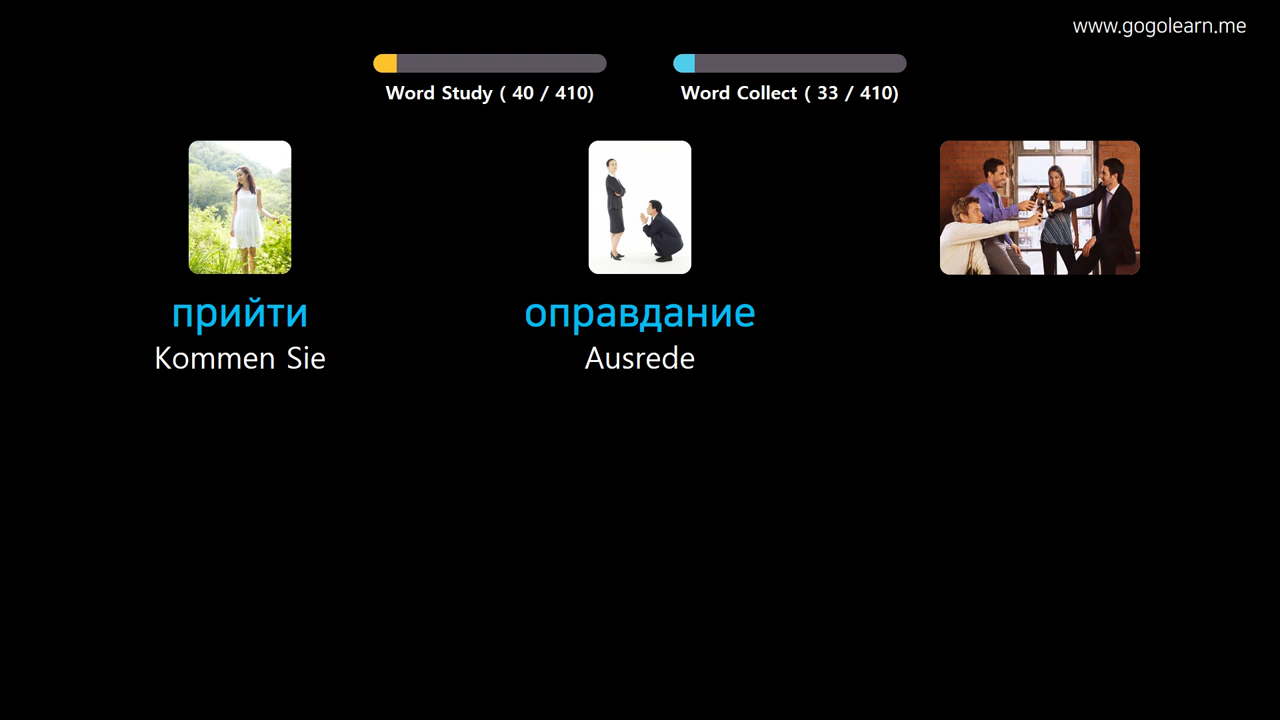 www.gogolearn.me
Word Study ( 40 / 410)
Word Collect ( 33 / 410)
прийти
Kommen Sie
оправдание
Ausrede